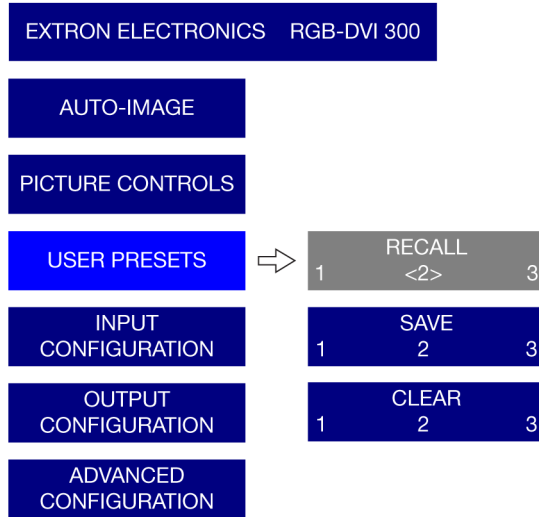 EXTRON ELECTRONICS RGB-DVI 300
AUTO-IMAGE
PICTURE CONTROLS
USER PRESETS
RECALL
1 <2> 3
INPUT
CONFIGURATION
SAVE
1 2 3
OUTPUT
CONFIGURATION
CLEAR
1 2 3
ADVANCED
CONFIGURATION